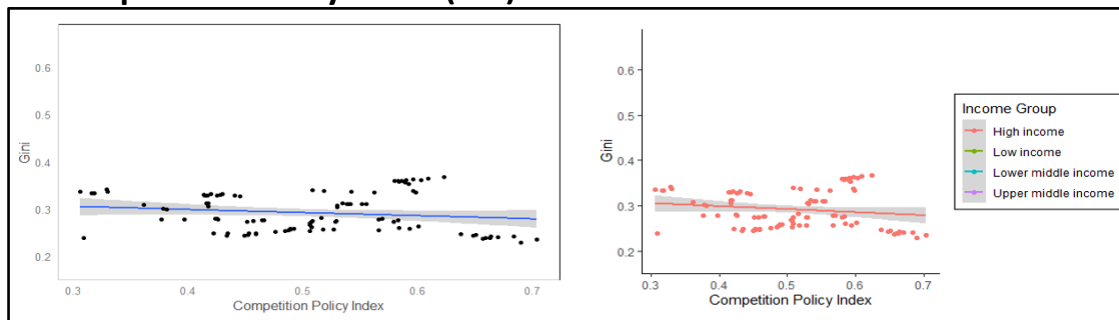 0.6
0.5
0.4
0.3
0.2
Gini
0.3 0.4 0.5 0.6 0.7
Competition Policy Index
0.6
0.5
0.4
0.3
0.2
Gini
0.3 0.4 0.5 0.6 0.7
Competition Policy Index
Income Group
High income
Low income
Lower middle income
Upper middle income